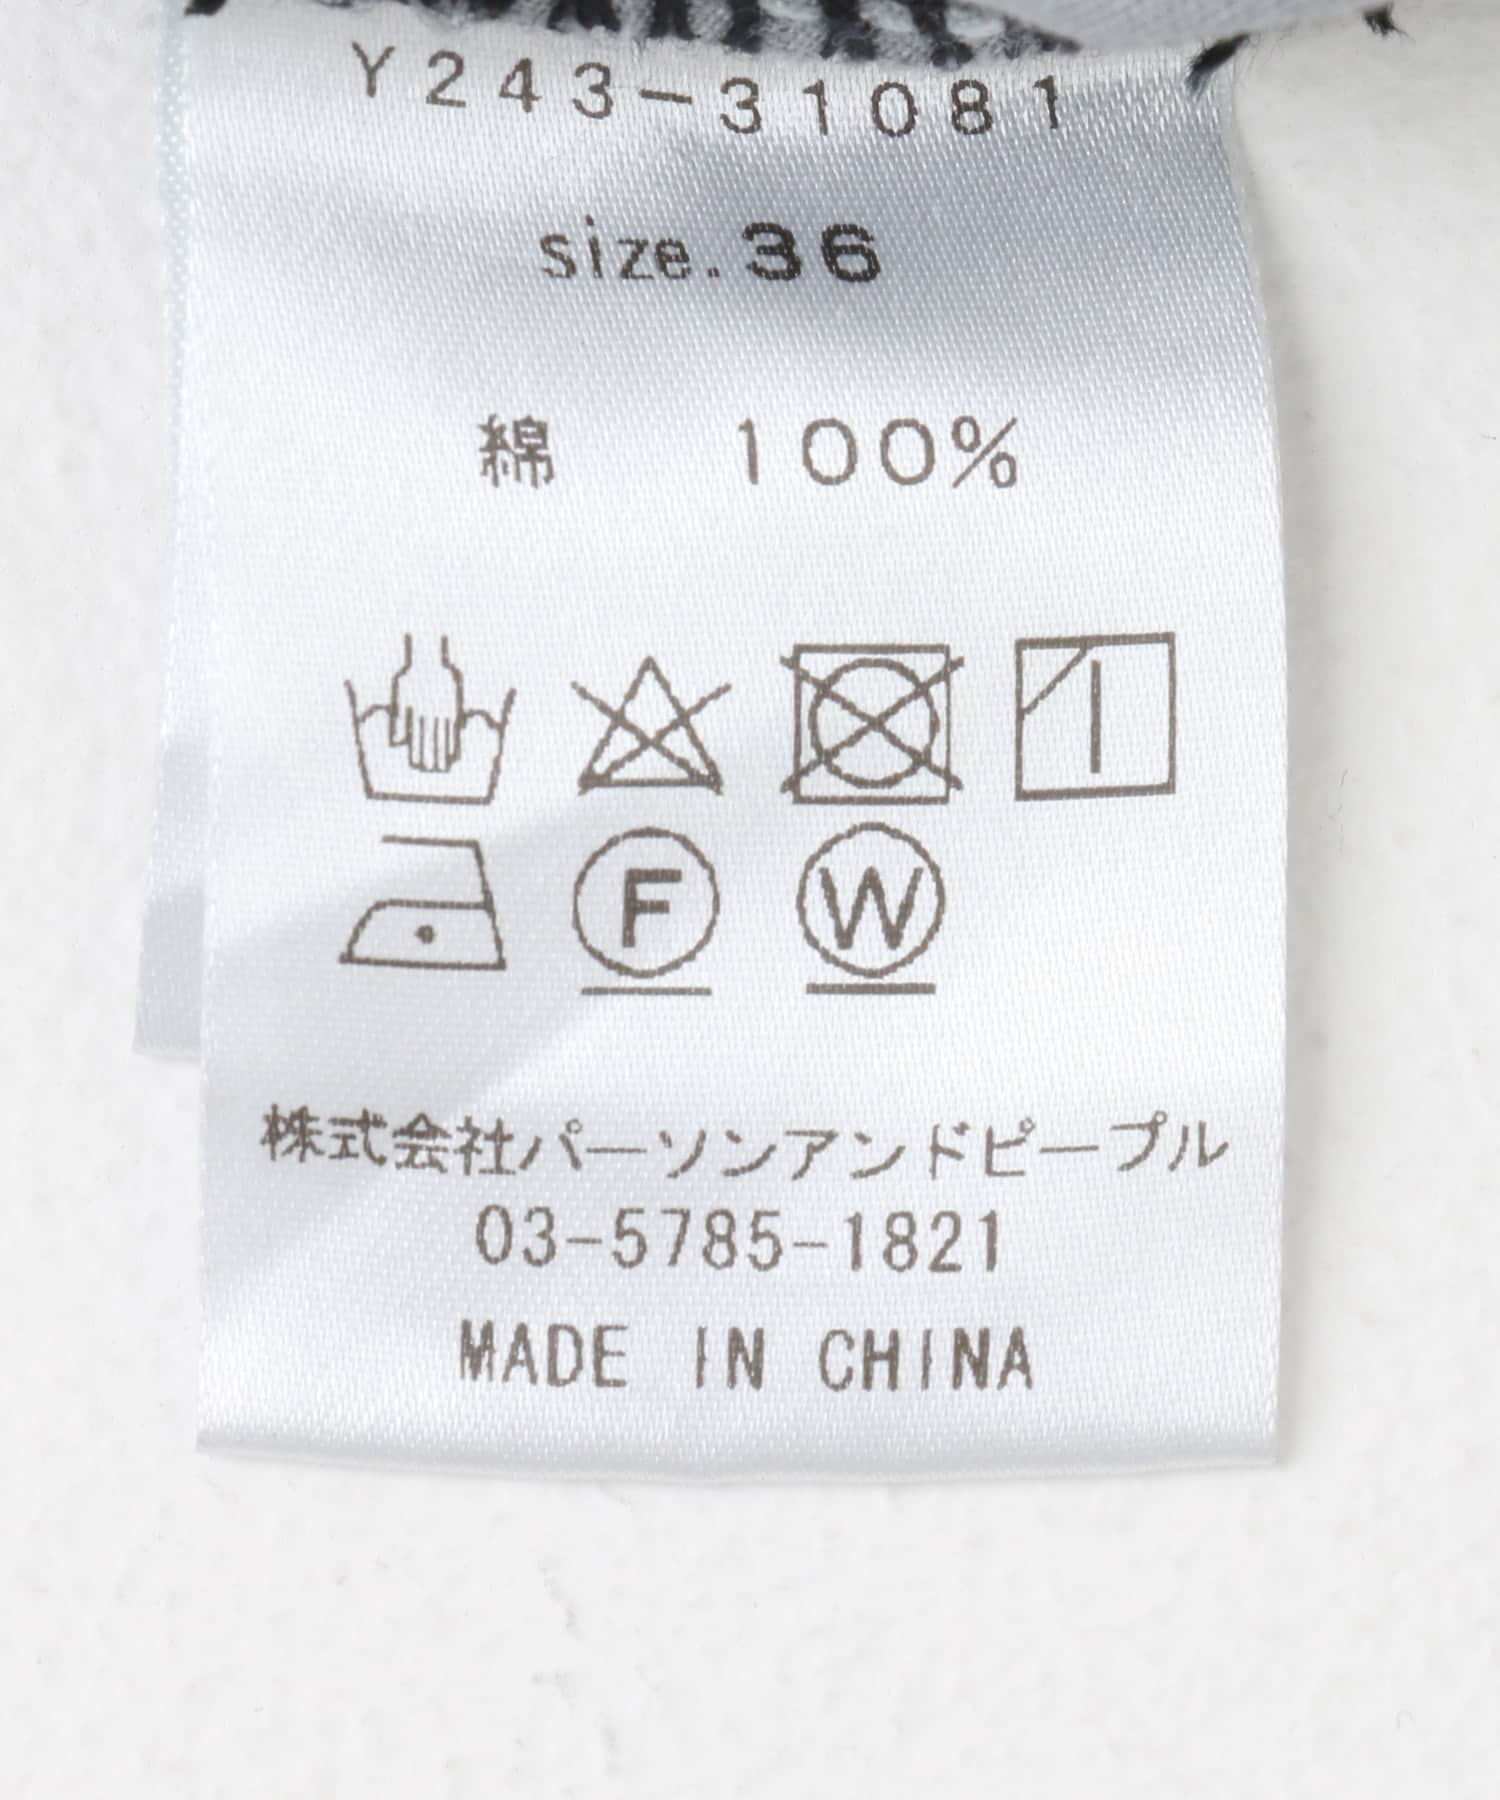 Y243-31081
size.36
綿 100%
F W
株式会社パーソンアンドピープル
03-5785-1821
MADE IN CHINA